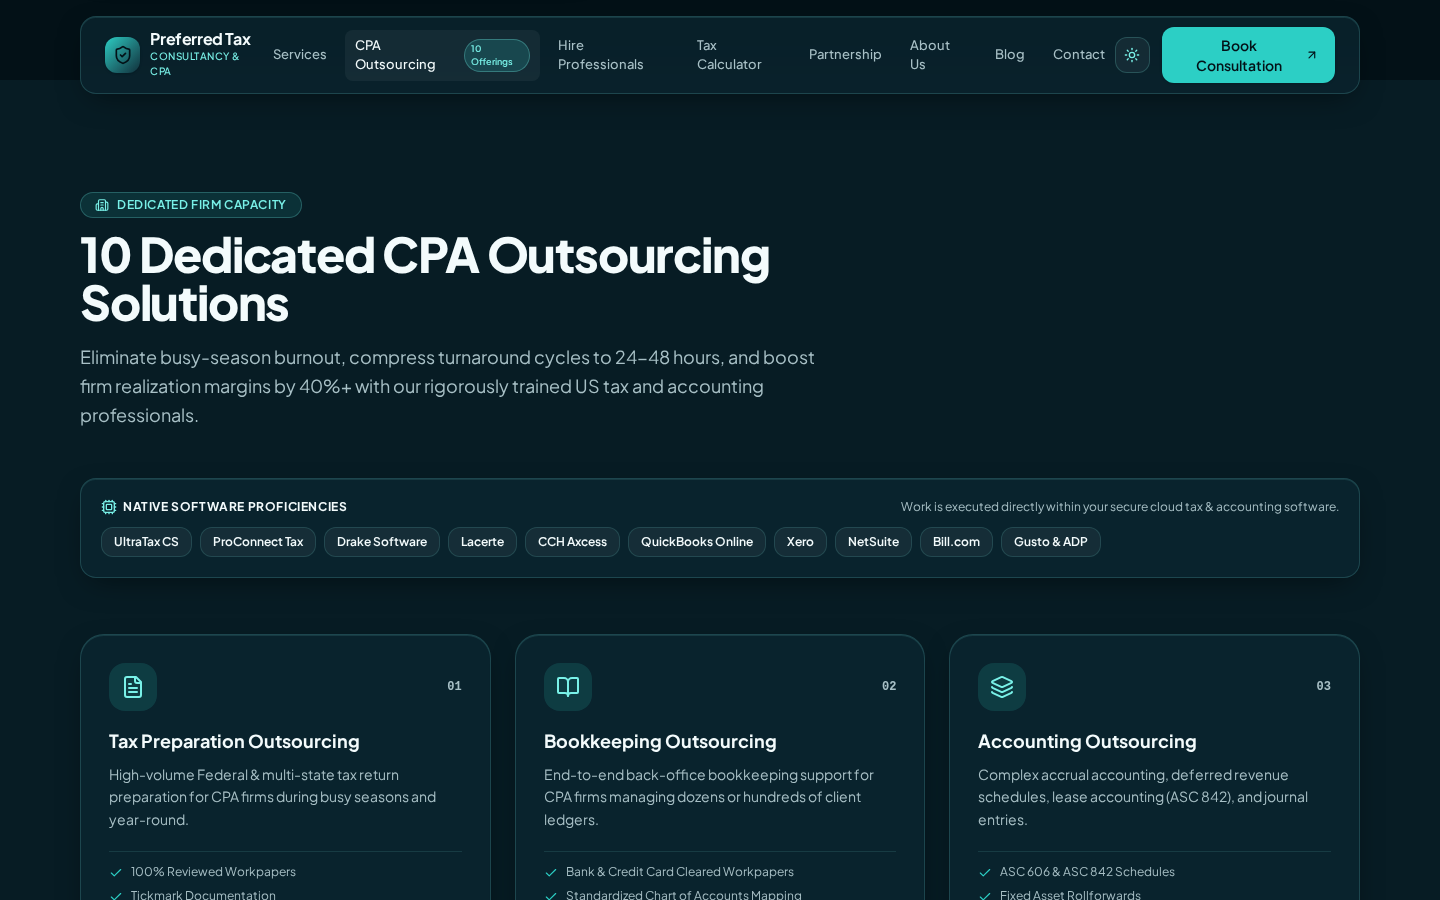 Preferred Tax
CONSULTANCY &
CPA
Services
CPA
Outsourcing
10
Offerings
Hire
Professionals
Tax
Calculator
Partnership
About
Us
Blog
Contact
Book
Consultation
DEDICATED FIRM CAPACITY
10 Dedicated CPA Outsourcing
Solutions
Eliminate busy-season burnout, compress turnaround cycles to 24–48 hours, and boost
firm realization margins by 40%+ with our rigorously trained US tax and accounting
professionals.
NATIVE SOFTWARE PROFICIENCIES
Work is executed directly within your secure cloud tax & accounting software.
UltraTax CS
ProConnect Tax
Drake Software
Lacerte
CCH Axcess
QuickBooks Online
Xero
NetSuite
Bill.com
Gusto & ADP
01
Tax Preparation Outsourcing
High-volume Federal & multi-state tax return
preparation for CPA firms during busy seasons and
year-round.
100% Reviewed Workpapers
Tickmark Documentation
02
Bookkeeping Outsourcing
End-to-end back-office bookkeeping support for
CPA firms managing dozens or hundreds of client
ledgers.
Bank & Credit Card Cleared Workpapers
Standardized Chart of Accounts Mapping
03
Accounting Outsourcing
Complex accrual accounting, deferred revenue
schedules, lease accounting (ASC 842), and journal
entries.
ASC 606 & ASC 842 Schedules
Fixed Asset Rollforwards